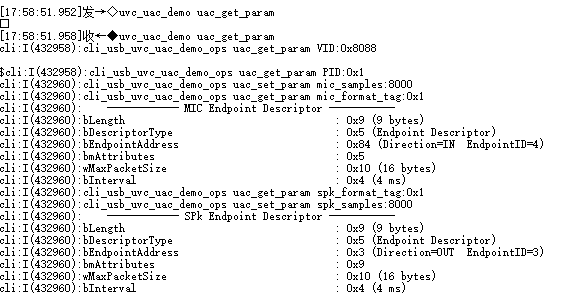 [17:58:51.952]发→◇uvc_uac_demo uac_get_param
□
[17:58:51.958]收←◆uvc_uac_demo uac_get_param
cli:I(432958):cli_usb_uvc_uac_demo_ops uac_get_param VID:0x8088

$cli:I(432958):cli_usb_uvc_uac_demo_ops uac_get_param PID:0x1
cli:I(432960):cli_usb_uvc_uac_demo_ops uac_set_param mic_samples:8000
cli:I(432960):cli_usb_uvc_uac_demo_ops uac_get_param mic_format_tag:0x1
cli:I(432960): ──────── MIC Endpoint Descriptor ────────
cli:I(432960):bLength : 0x9 (9 bytes)
cli:I(432960):bDescriptorType : 0x5 (Endpoint Descriptor)
cli:I(432960):bEndpointAddress : 0x84 (Direction=IN EndpointID=4)
cli:I(432960):bmAttributes : 0x5
cli:I(432960):wMaxPacketSize : 0x10 (16 bytes)
cli:I(432960):bInterval : 0x4 (4 ms)
cli:I(432960):cli_usb_uvc_uac_demo_ops uac_get_param spk_format_tag:0x1
cli:I(432960):cli_usb_uvc_uac_demo_ops uac_get_param spk_samples:8000
cli:I(432960): ──────── SPk Endpoint Descriptor ────────
cli:I(432960):bLength : 0x9 (9 bytes)
cli:I(432960):bDescriptorType : 0x5 (Endpoint Descriptor)
cli:I(432960):bEndpointAddress : 0x3 (Direction=OUT EndpointID=3)
cli:I(432960):bmAttributes : 0x9
cli:I(432960):wMaxPacketSize : 0x10 (16 bytes)
cli:I(432960):bInterval : 0x4 (4 ms)